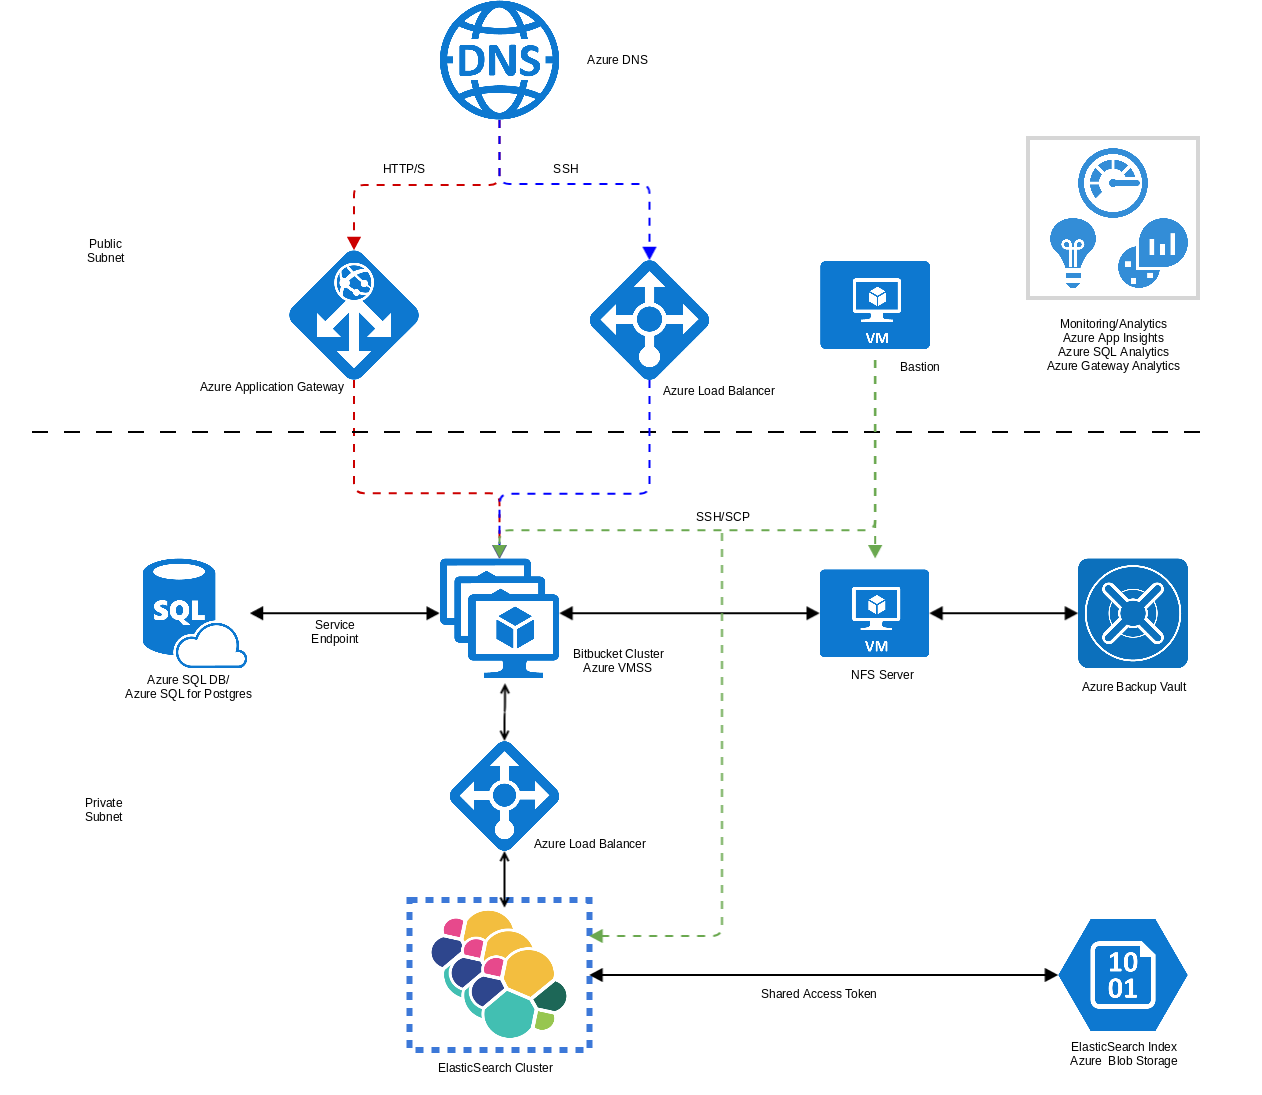 DNS
Azure DNS
HTTP/S
SSH
Public
Subnet
VM
Monitoring/Analytics
Azure App Insights
Azure SQL Analytics
Azure Gateway Analytics
Bastion
Azure Application Gateway
Azure Load Balancer
SSH/SCP
SQL
Service
Endpoint
Bitbucket Cluster
Azure VMSS
VM
NFS Server
Azure Backup Vault
Azure SQL DB/
Azure SQL for Postgres
Private
Subnet
Azure Load Balancer
10
01
Shared Access Token
ElasticSearch Cluster
ElasticSearch Index
Azure  Blob Storage